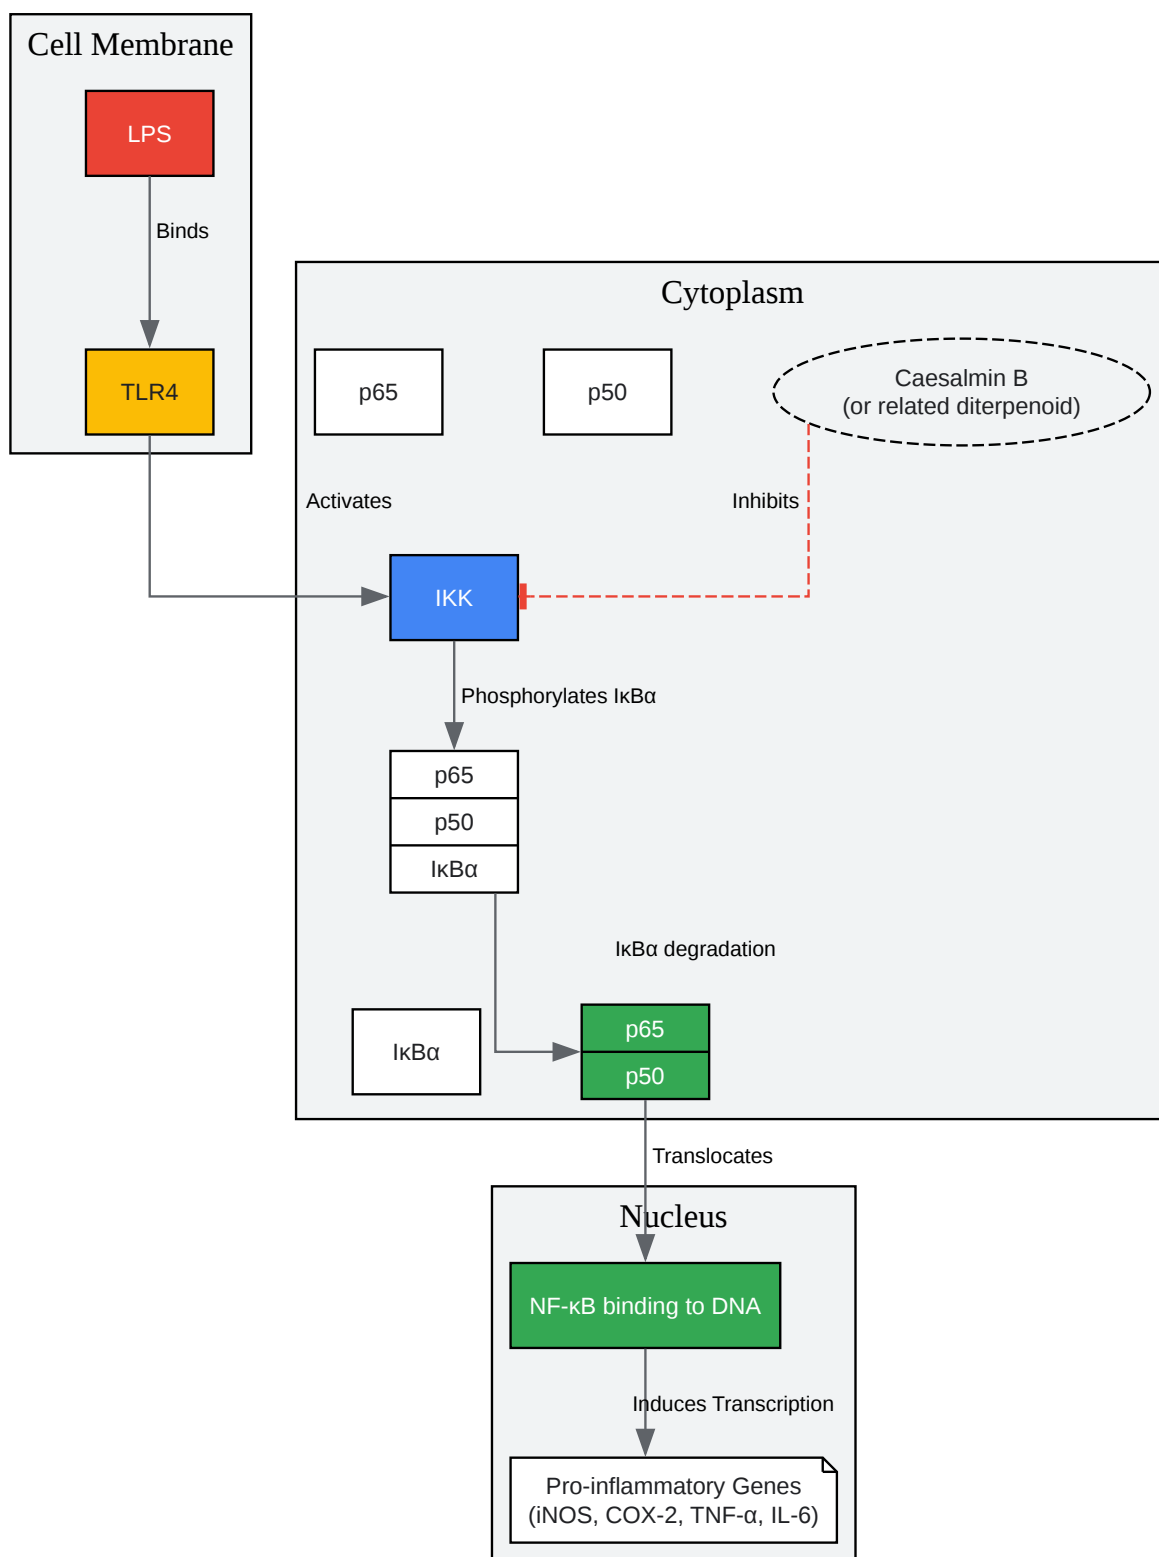 Cell Membrane
LPS
Binds
TLR4
Cytoplasm
p65
p50
Caesalmin B
(or related diterpenoid)
Activates
Inhibits
IKK
Phosphorylates IκBα
p65
p50
IκBα
IκBα degradation
IκBα
p65
p50
Translocates
Nucleus
NF-κB binding to DNA
Induces Transcription
Pro-inflammatory Genes
(iNOS, COX-2, TNF-α, IL-6)